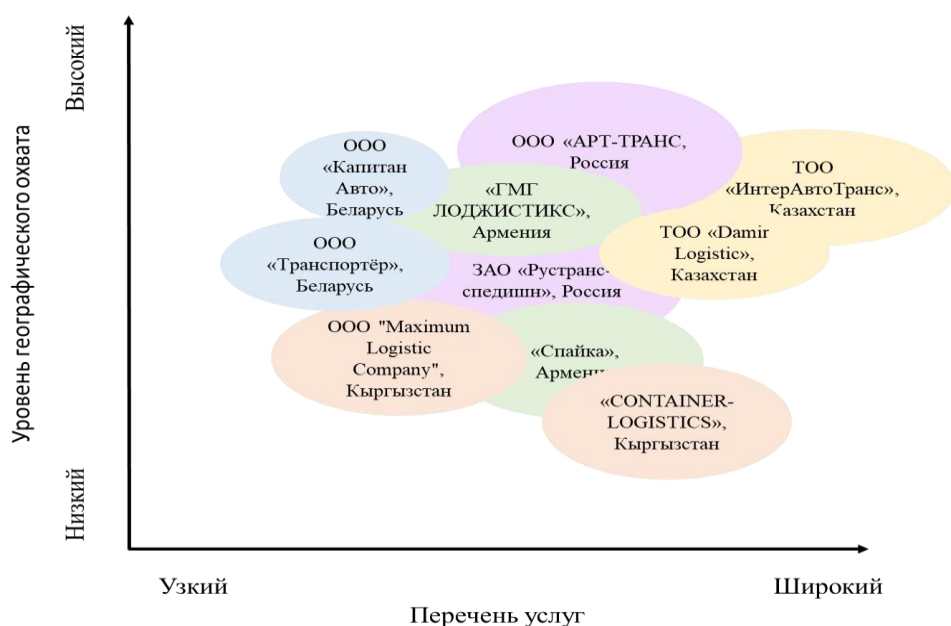 Высокий
Уровень географического охвата
Низкий
ООО
«Капитан
Авто»,
Беларусь
ООО «АРТ-ТРАНС,
Россия
ТОО
«ИнтерАвтоТранс»,
Казахстан
«ГМГ
ЛОДЖИСТИКС»,
Армения
ООО
«Транспортёр»,
Беларусь
ТОО «Damir
Logistic»,
Казахстан
ЗАО «Рустранс-
спедишн», Россия
ООО "Maximum
Logistic
Company",
Кыргызстан
«Спайка»,
Армени
«CONTAINER-
LOGISTICS»,
Кыргызстан
Узкий
Широкий
Перечень услуг